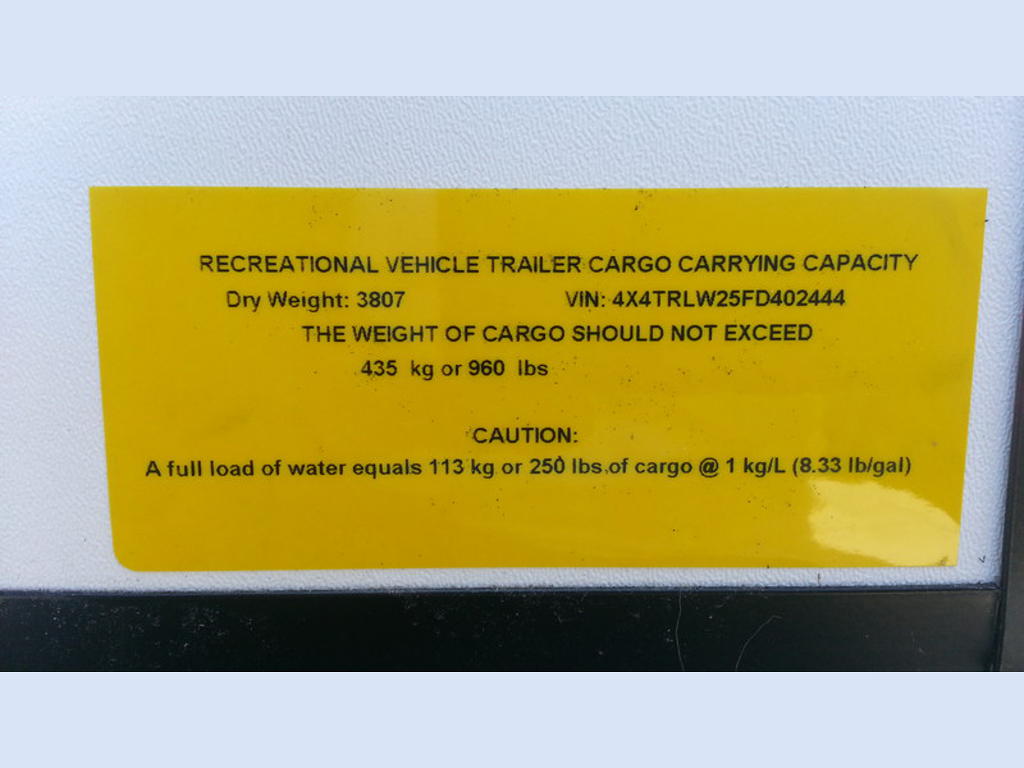 RECREATIONAL VEHICLE TRAILER CARGO CARRYING CAPACITY
Dry Weight: 3807 VIN: 4X4TRLW25FD402444
THE WEIGHT OF CARGO SHOULD NOT EXCEED
435 kg or 960 lbs
CAUTION:
A full load of water equals 113 kg or 250 lbs of cargo @ 1 kg/L (8.33 lb/gal)